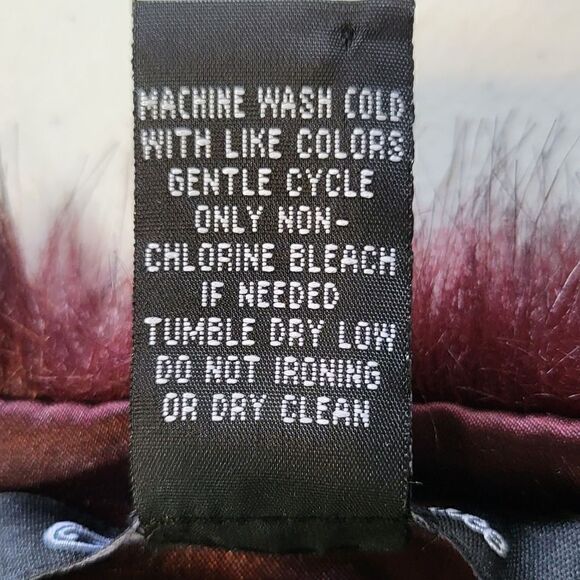 MACHINE WASH COLD
WITH LIKE COLORS
GENTLE CYCLE
ONLY NON-
CHLORINE BLEACH
IF NEEDED
TUMBLE DRY LOW
DO NOT IRONING
OR DRY CLEAN